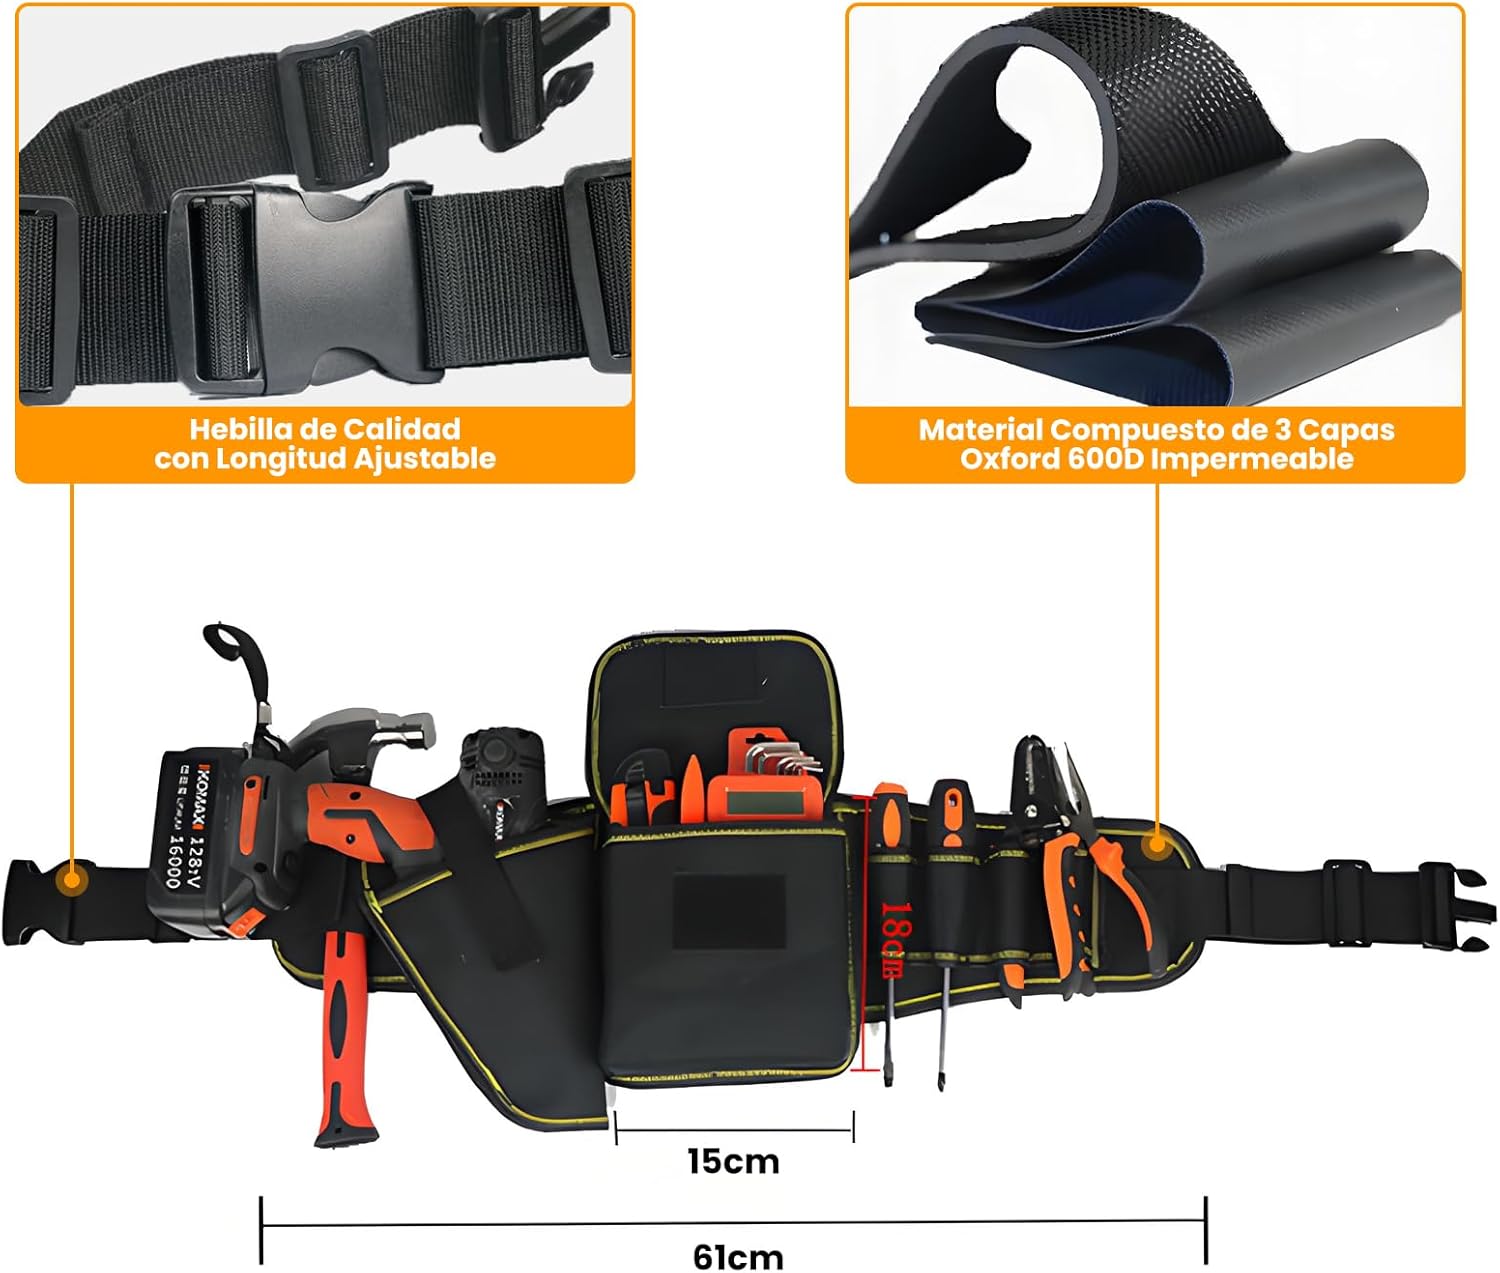 Hebilla de Calidad
con Longitud Ajustable
Material Compuesto de 3 Capas
Oxford 600D Impermeable
KOMAX
128TV
16000
18cm
15cm
61cm